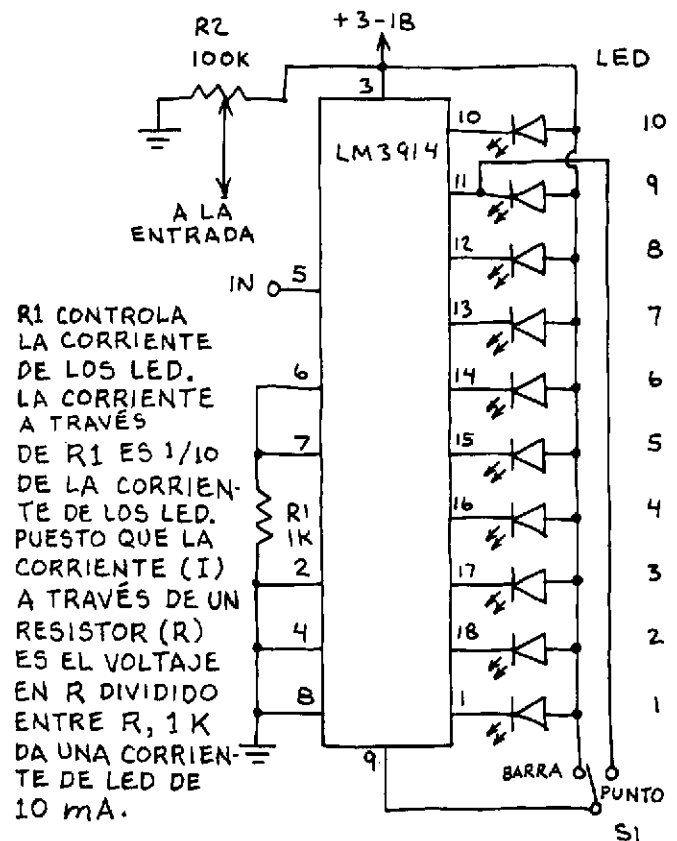 R2
100K
+3-18
LED
3
LM3914
10
10
11
9
A LA
ENTRADA
12
8
IN
5
13
7
R1 CONTROLA
LA CORRIENTE
DE LOS LED.
LA CORRIENTE
A TRAVÉS
DE R1 ES 1/10
DE LA CORRIEN-
TE DE LOS LED.
PUESTO QUE LA
CORRIENTE (I)
A TRAVÉS DE UN
RESISTOR (R)
ES EL VOLTAJE
EN R DIVIDIDO
ENTRE R, 1 K
DA UNA CORRIEN-
TE DE LED DE
10 mA.
6
14
6
7
15
5
R1
1K
16
4
2
17
3
4
18
2
8
1
1
9
BARRA
PUNTO
S1